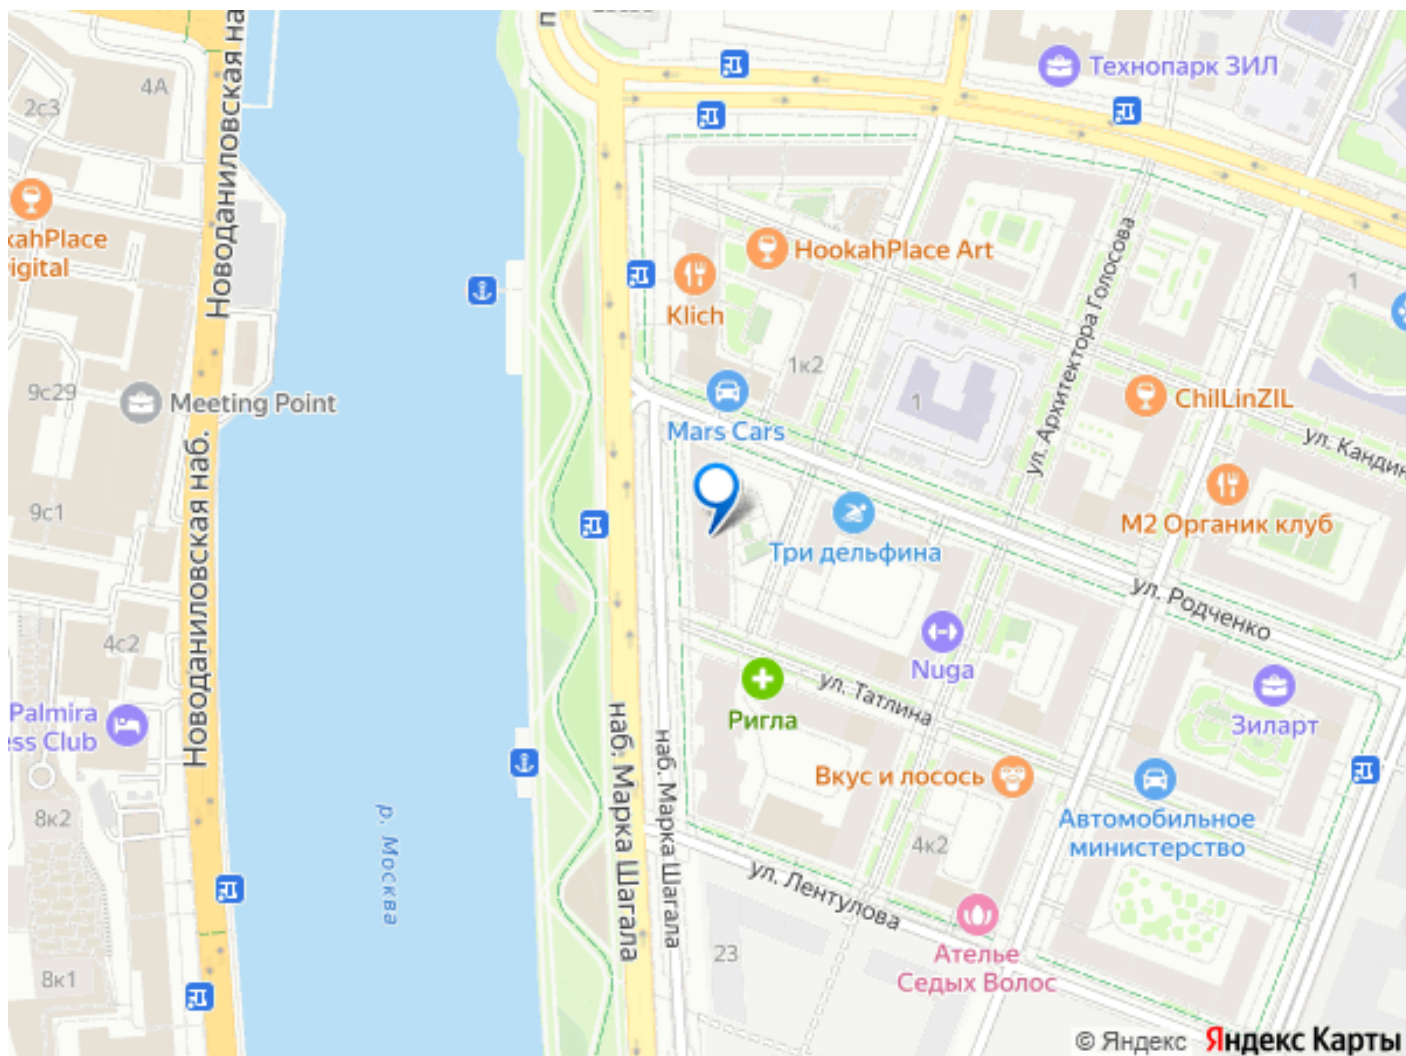 Новоданиловская на
4А
2с3
Технопарк ЗИЛ
kahPlace
igital
HookahPlace Art
Klich
ул. Архитектора Голосова
1
1к2
9с29
Meeting Point
Mars Cars
1
ChilLinZIL
ул. Кандин
9с1
Новоданиловская наб.
Три дельфина
М2 Органик клуб
ул. Родченко
4с2
Nuga
ул. Татлина
Ригла
Зиларт
Palmira
ess Club
наб. Марка Шагала
наб. Марка Шагала
Вкус и лосось
Автомобильное
министерство
8к2
р. Москва
4к2
ул. Лентулова
23
Ателье
Седых Волос
8к1
© Яндекс Яндекс Карты